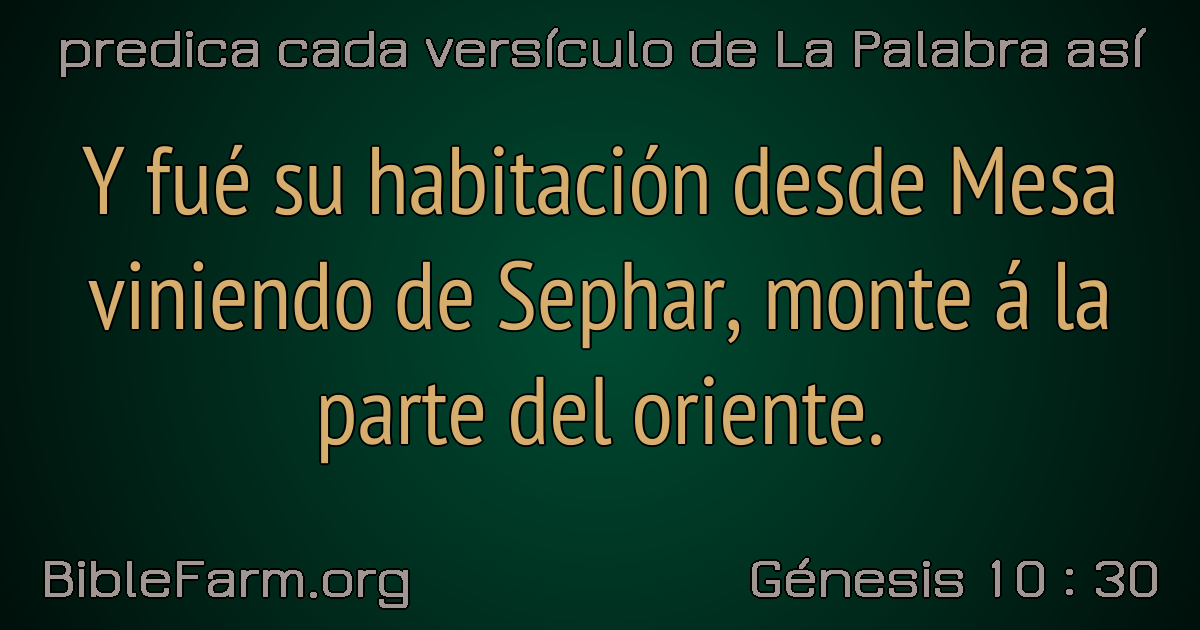 predica cada versículo de La Palabra así
Y fué su habitación desde Mesa
viniendo de Sephar, monte á la
parte del oriente.
BibleFarm.org
Génesis 10 : 30